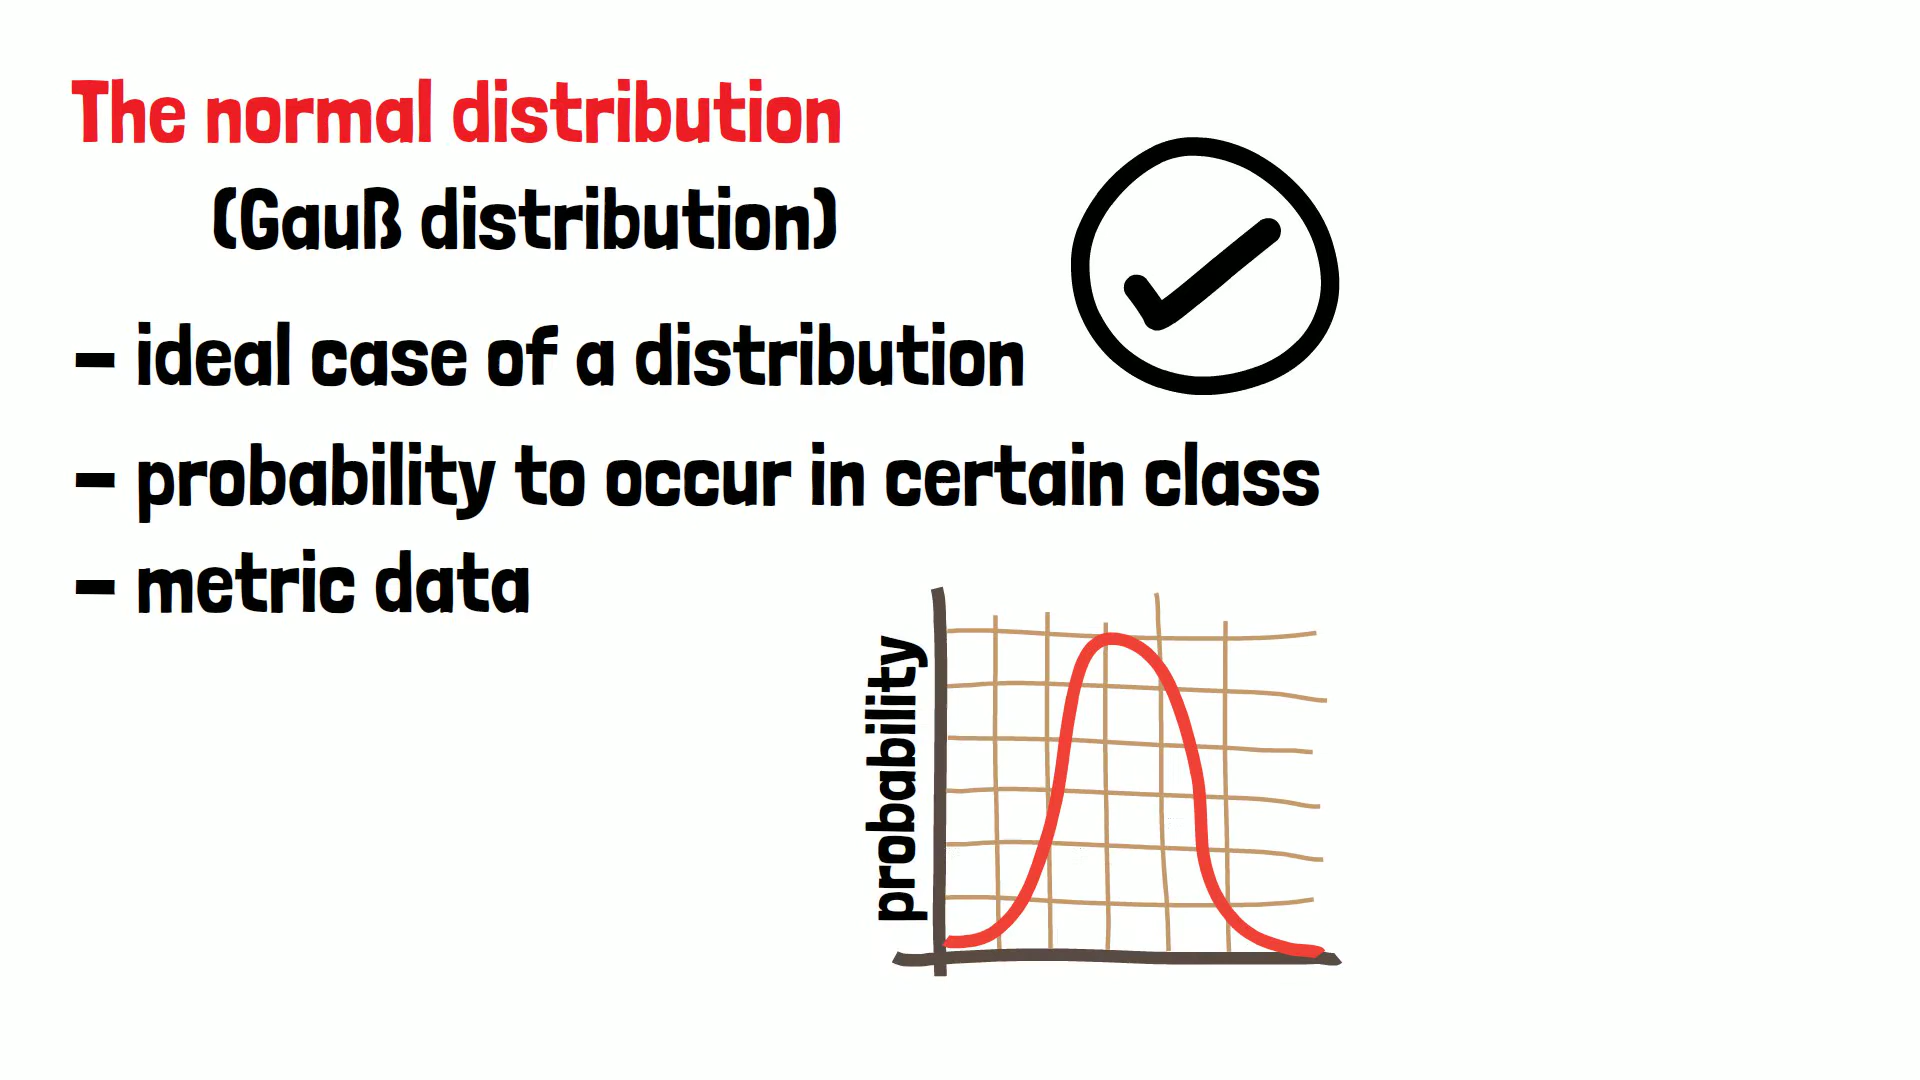 The normal distribution
(Gauß distribution)
- ideal case of a distribution
- probability to occur in certain class
- metric data
probability